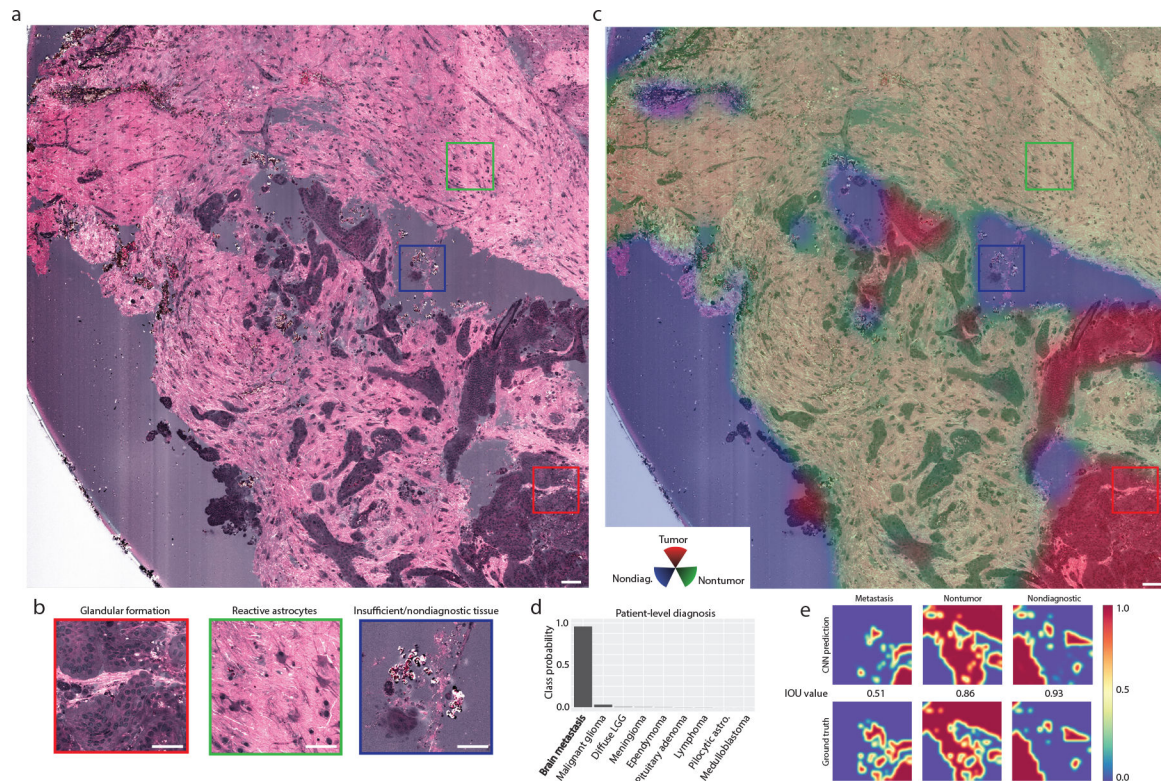 a
c
Tumor
Nondiag.
Nontumor
b
Glandular formation
Reactive astrocytes
Insufficient/nondiagnostic tissue
d
Patient-level diagnosis
Class probability
1.0
0.5
0.0
Brain metastasis
Malignant glioma
Diffuse LGG
Meningioma
Ependymoma
Pituitary adenoma
Lymphoma
Pilocytic astro.
Medulloblastoma
e
Metastasis
Nontumor
Nondiagnostic
CNN prediction
IOU value
0.51
0.86
0.93
Ground truth
1.0
0.5
0.0